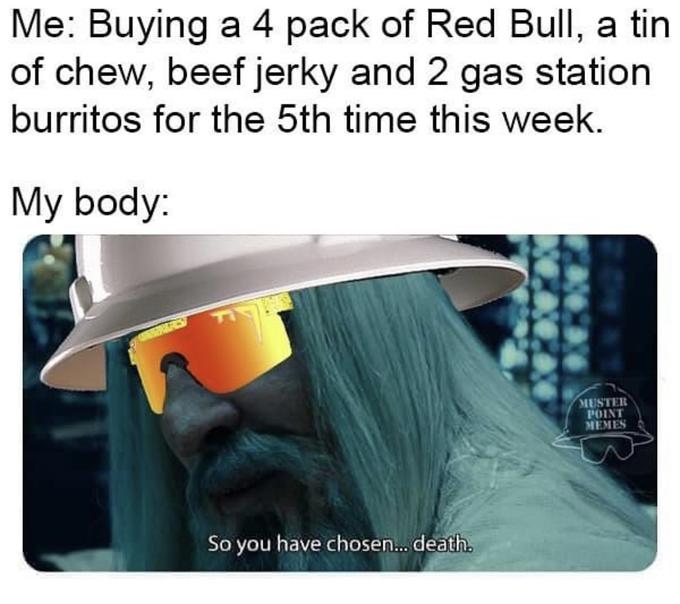 Me: Buying a 4 pack of Red Bull, a tin
of chew, beef jerky and 2 gas station
burritos for the 5th time this week.
My body:
MUSTER
POINT
MEMES
So you have chosen... death.